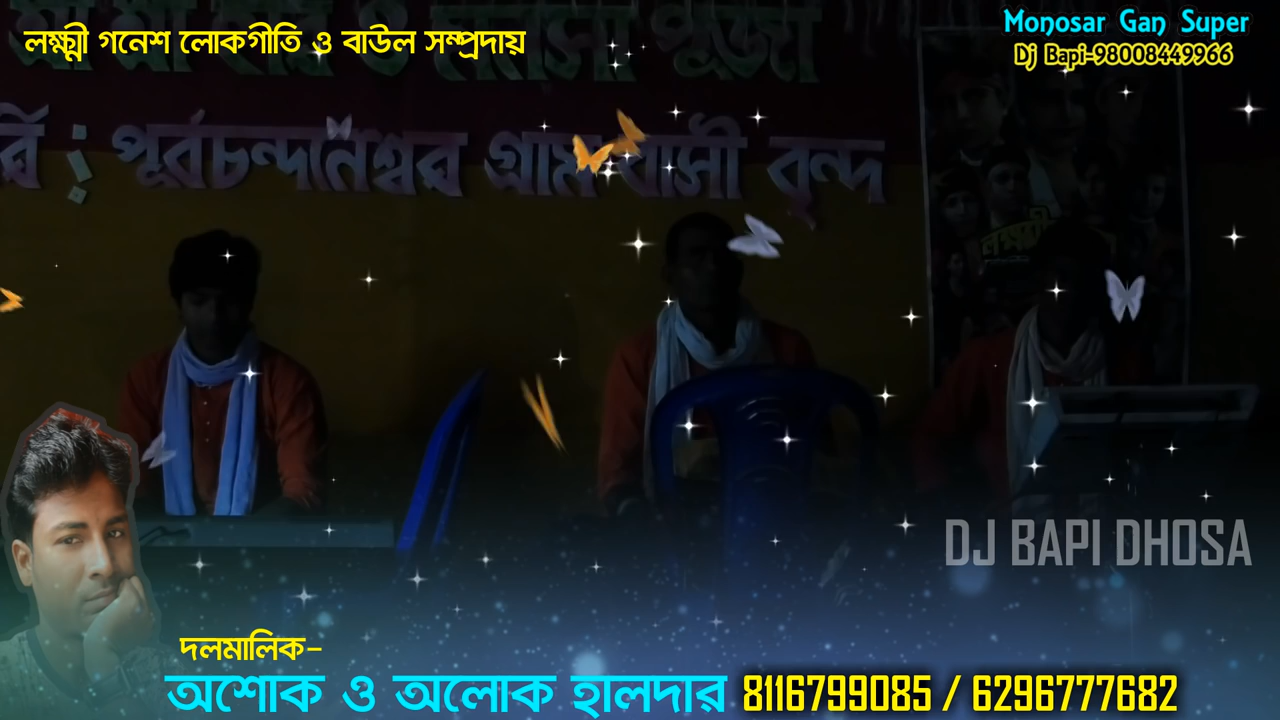 লক্ষ্মী গনেশ লোকগীতি ও বাউল সম্প্রদায়
Monosar Gan Super
Dj Bapi-98008449966
ও মনসা পূজা
পূর্বচন্দনেশ্বর গ্রাম বাসী বৃন্দ
DJ BAPI DHOSA
দলমালিক-
অশোক ও অলোক হালদার 8116799085 / 6296777682